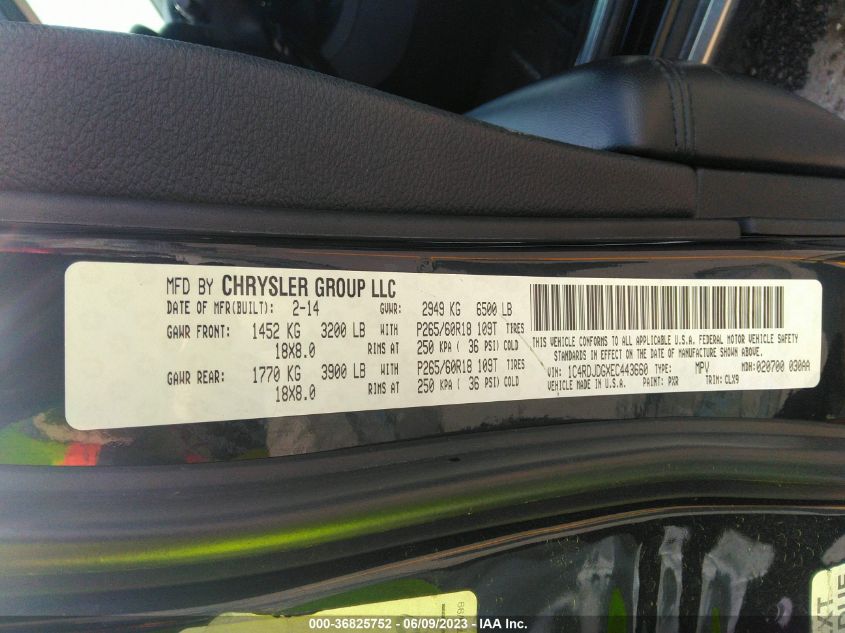 MFD BY CHRYSLER GROUP LLC
DATE OF MFR(BUILT): 2-14 GVWR: 2949 KG 6500 LB
GAWR FRONT: 1452 KG 3200 LB WITH P265/60R18 109T TIRES
18X8.0 RIMS AT 250 KPA ( 36 PSI) COLD
GAWR REAR: 1770 KG 3900 LB WITH P265/60R18 109T TIRES
18X8.0 RIMS AT 250 KPA ( 36 PSI) COLD
THIS VEHICLE CONFORMS TO ALL APPLICABLE U.S.A. FEDERAL MOTOR VEHICLE SAFETY
STANDARDS IN EFFECT ON THE DATE OF MANUFACTURE SHOWN ABOVE.
VIN: 1C4RDJDGXEC443660 TYPE: MPV MDH: 020700 030AA
VEHICLE MADE IN U.S.A. PAINT: PXR TRIM: CLX9
000-36825752 - 06/09/2023 - IAA Inc.